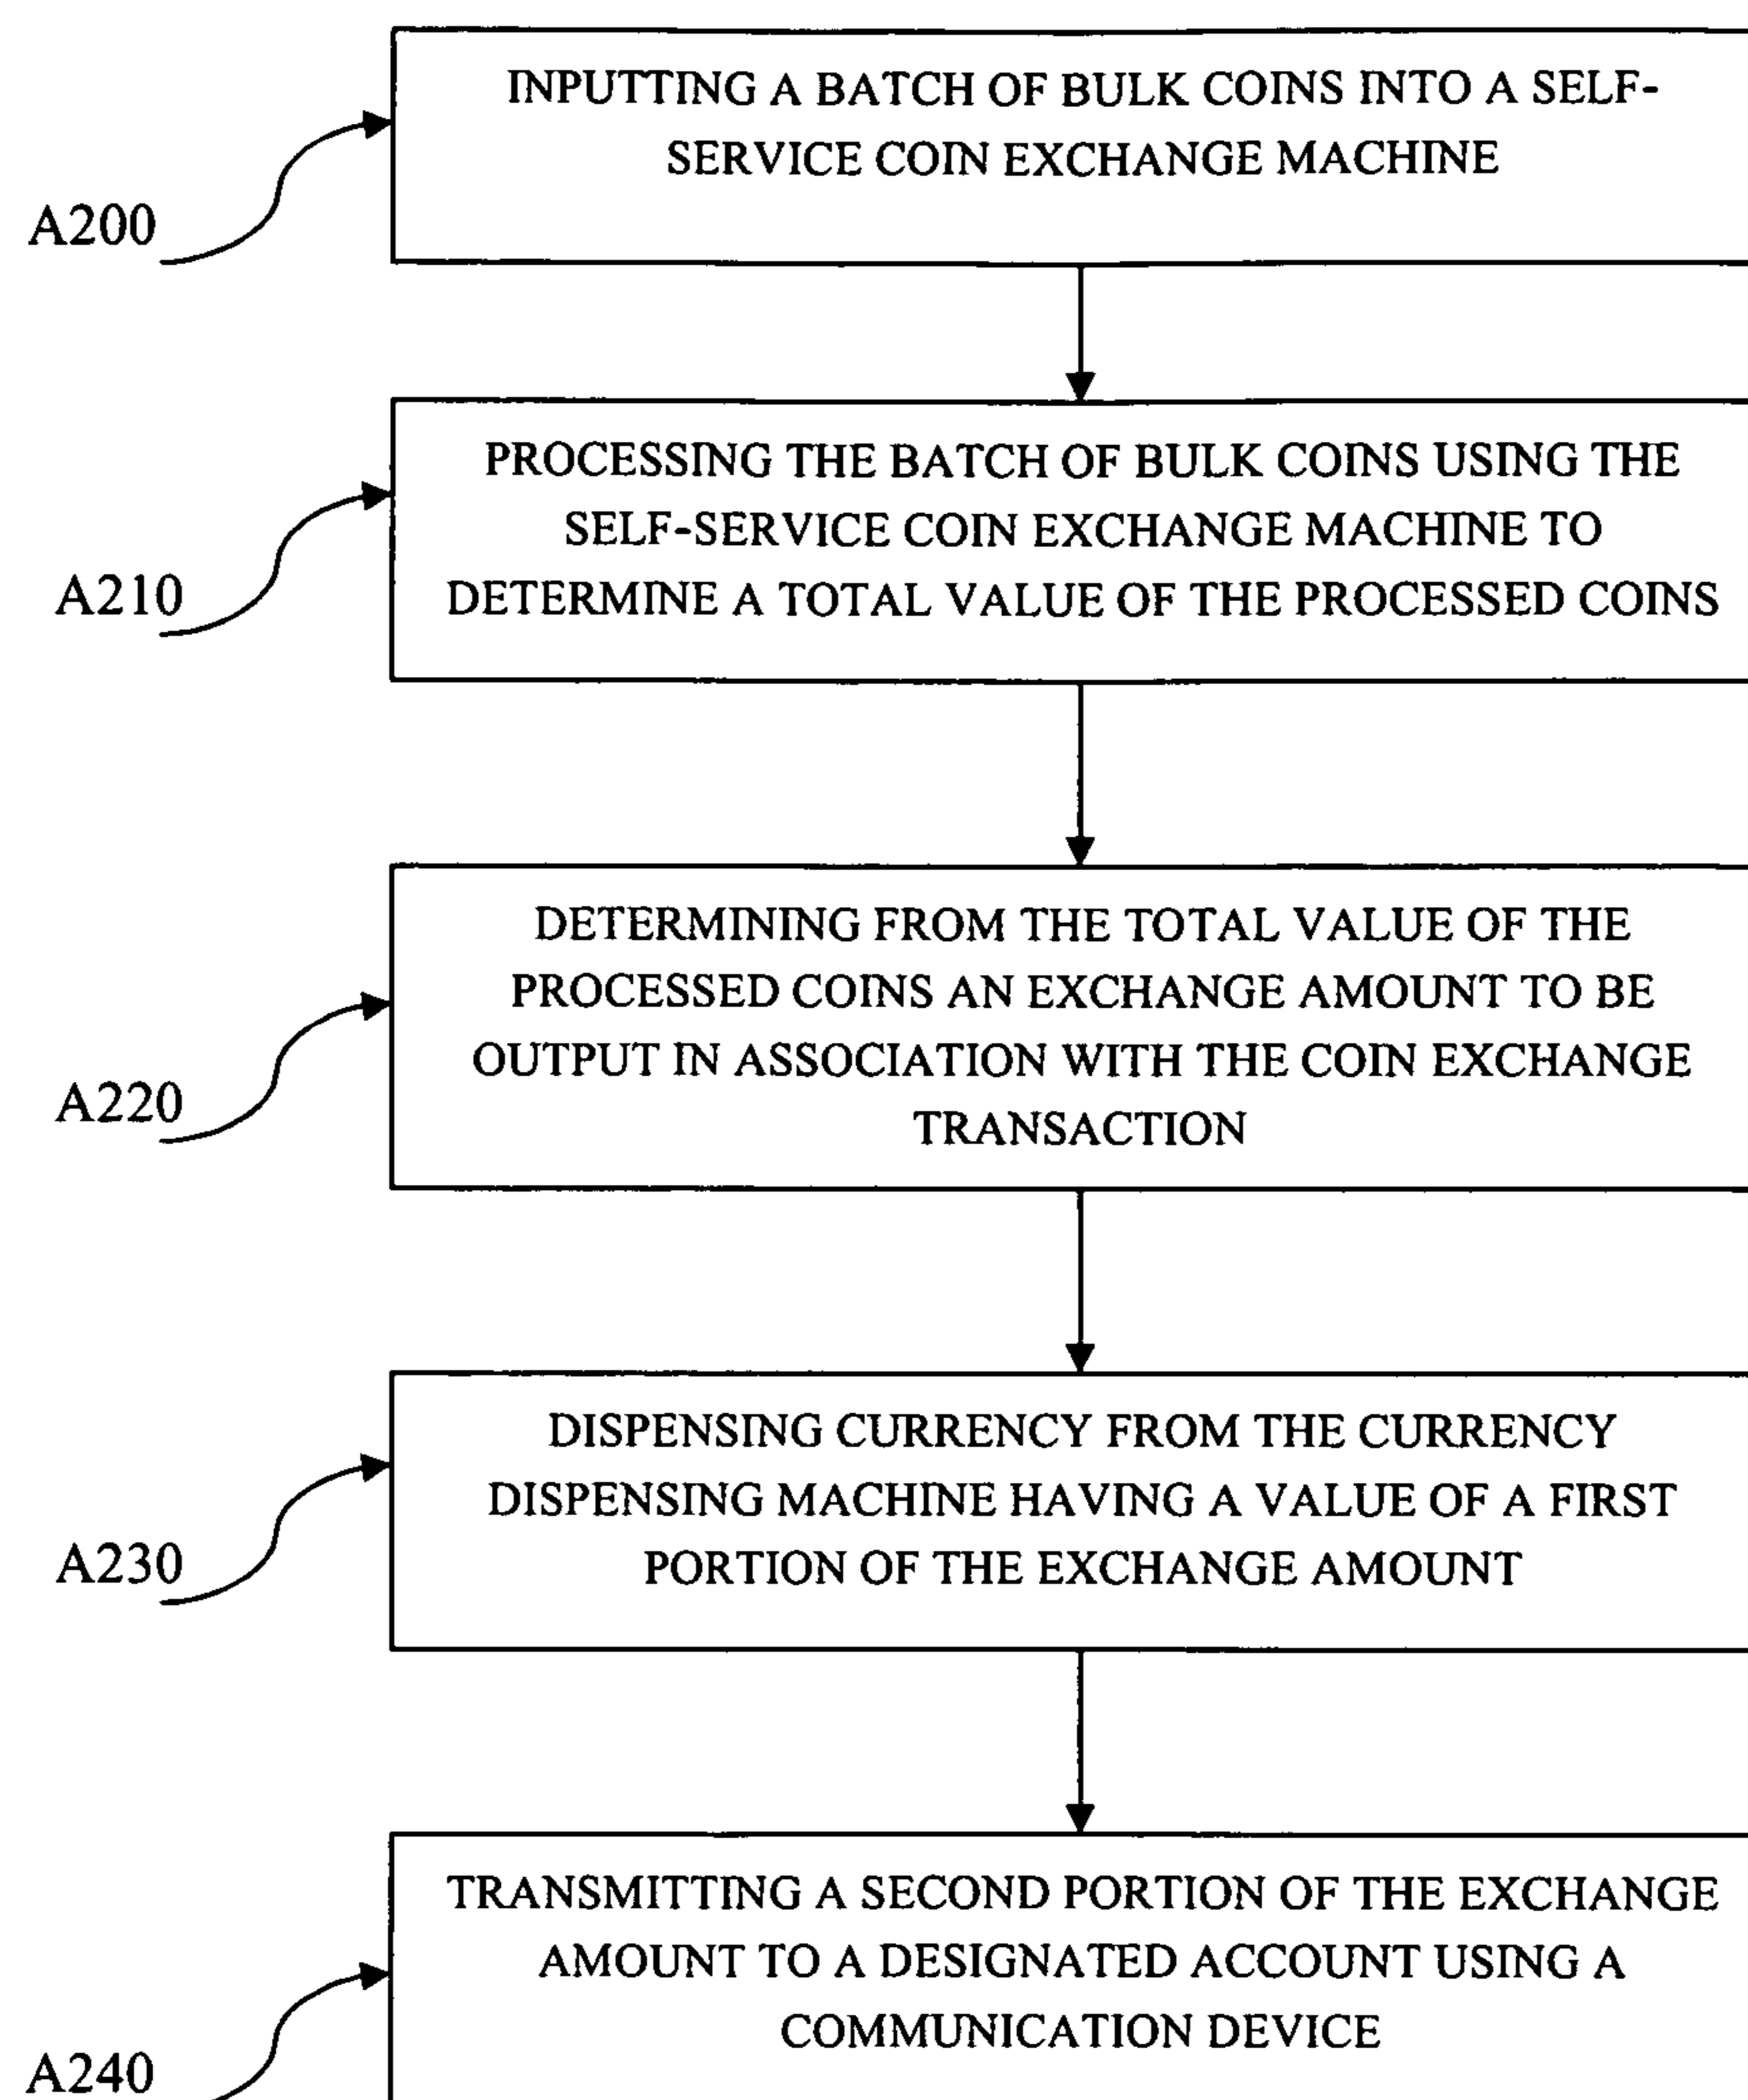 INPUTTING A BATCH OF BULK COINS INTO A SELF-
SERVICE COIN EXCHANGE MACHINE
A200
PROCESSING THE BATCH OF BULK COINS USING THE
SELF-SERVICE COIN EXCHANGE MACHINE TO
DETERMINE A TOTAL VALUE OF THE PROCESSED COINS
A210
DETERMINING FROM THE TOTAL VALUE OF THE
PROCESSED COINS AN EXCHANGE AMOUNT TO BE
OUTPUT IN ASSOCIATION WITH THE COIN EXCHANGE
TRANSACTION
A220
DISPENSING CURRENCY FROM THE CURRENCY
DISPENSING MACHINE HAVING A VALUE OF A FIRST
PORTION OF THE EXCHANGE AMOUNT
A230
TRANSMITTING A SECOND PORTION OF THE EXCHANGE
AMOUNT TO A DESIGNATED ACCOUNT USING A
COMMUNICATION DEVICE
A240